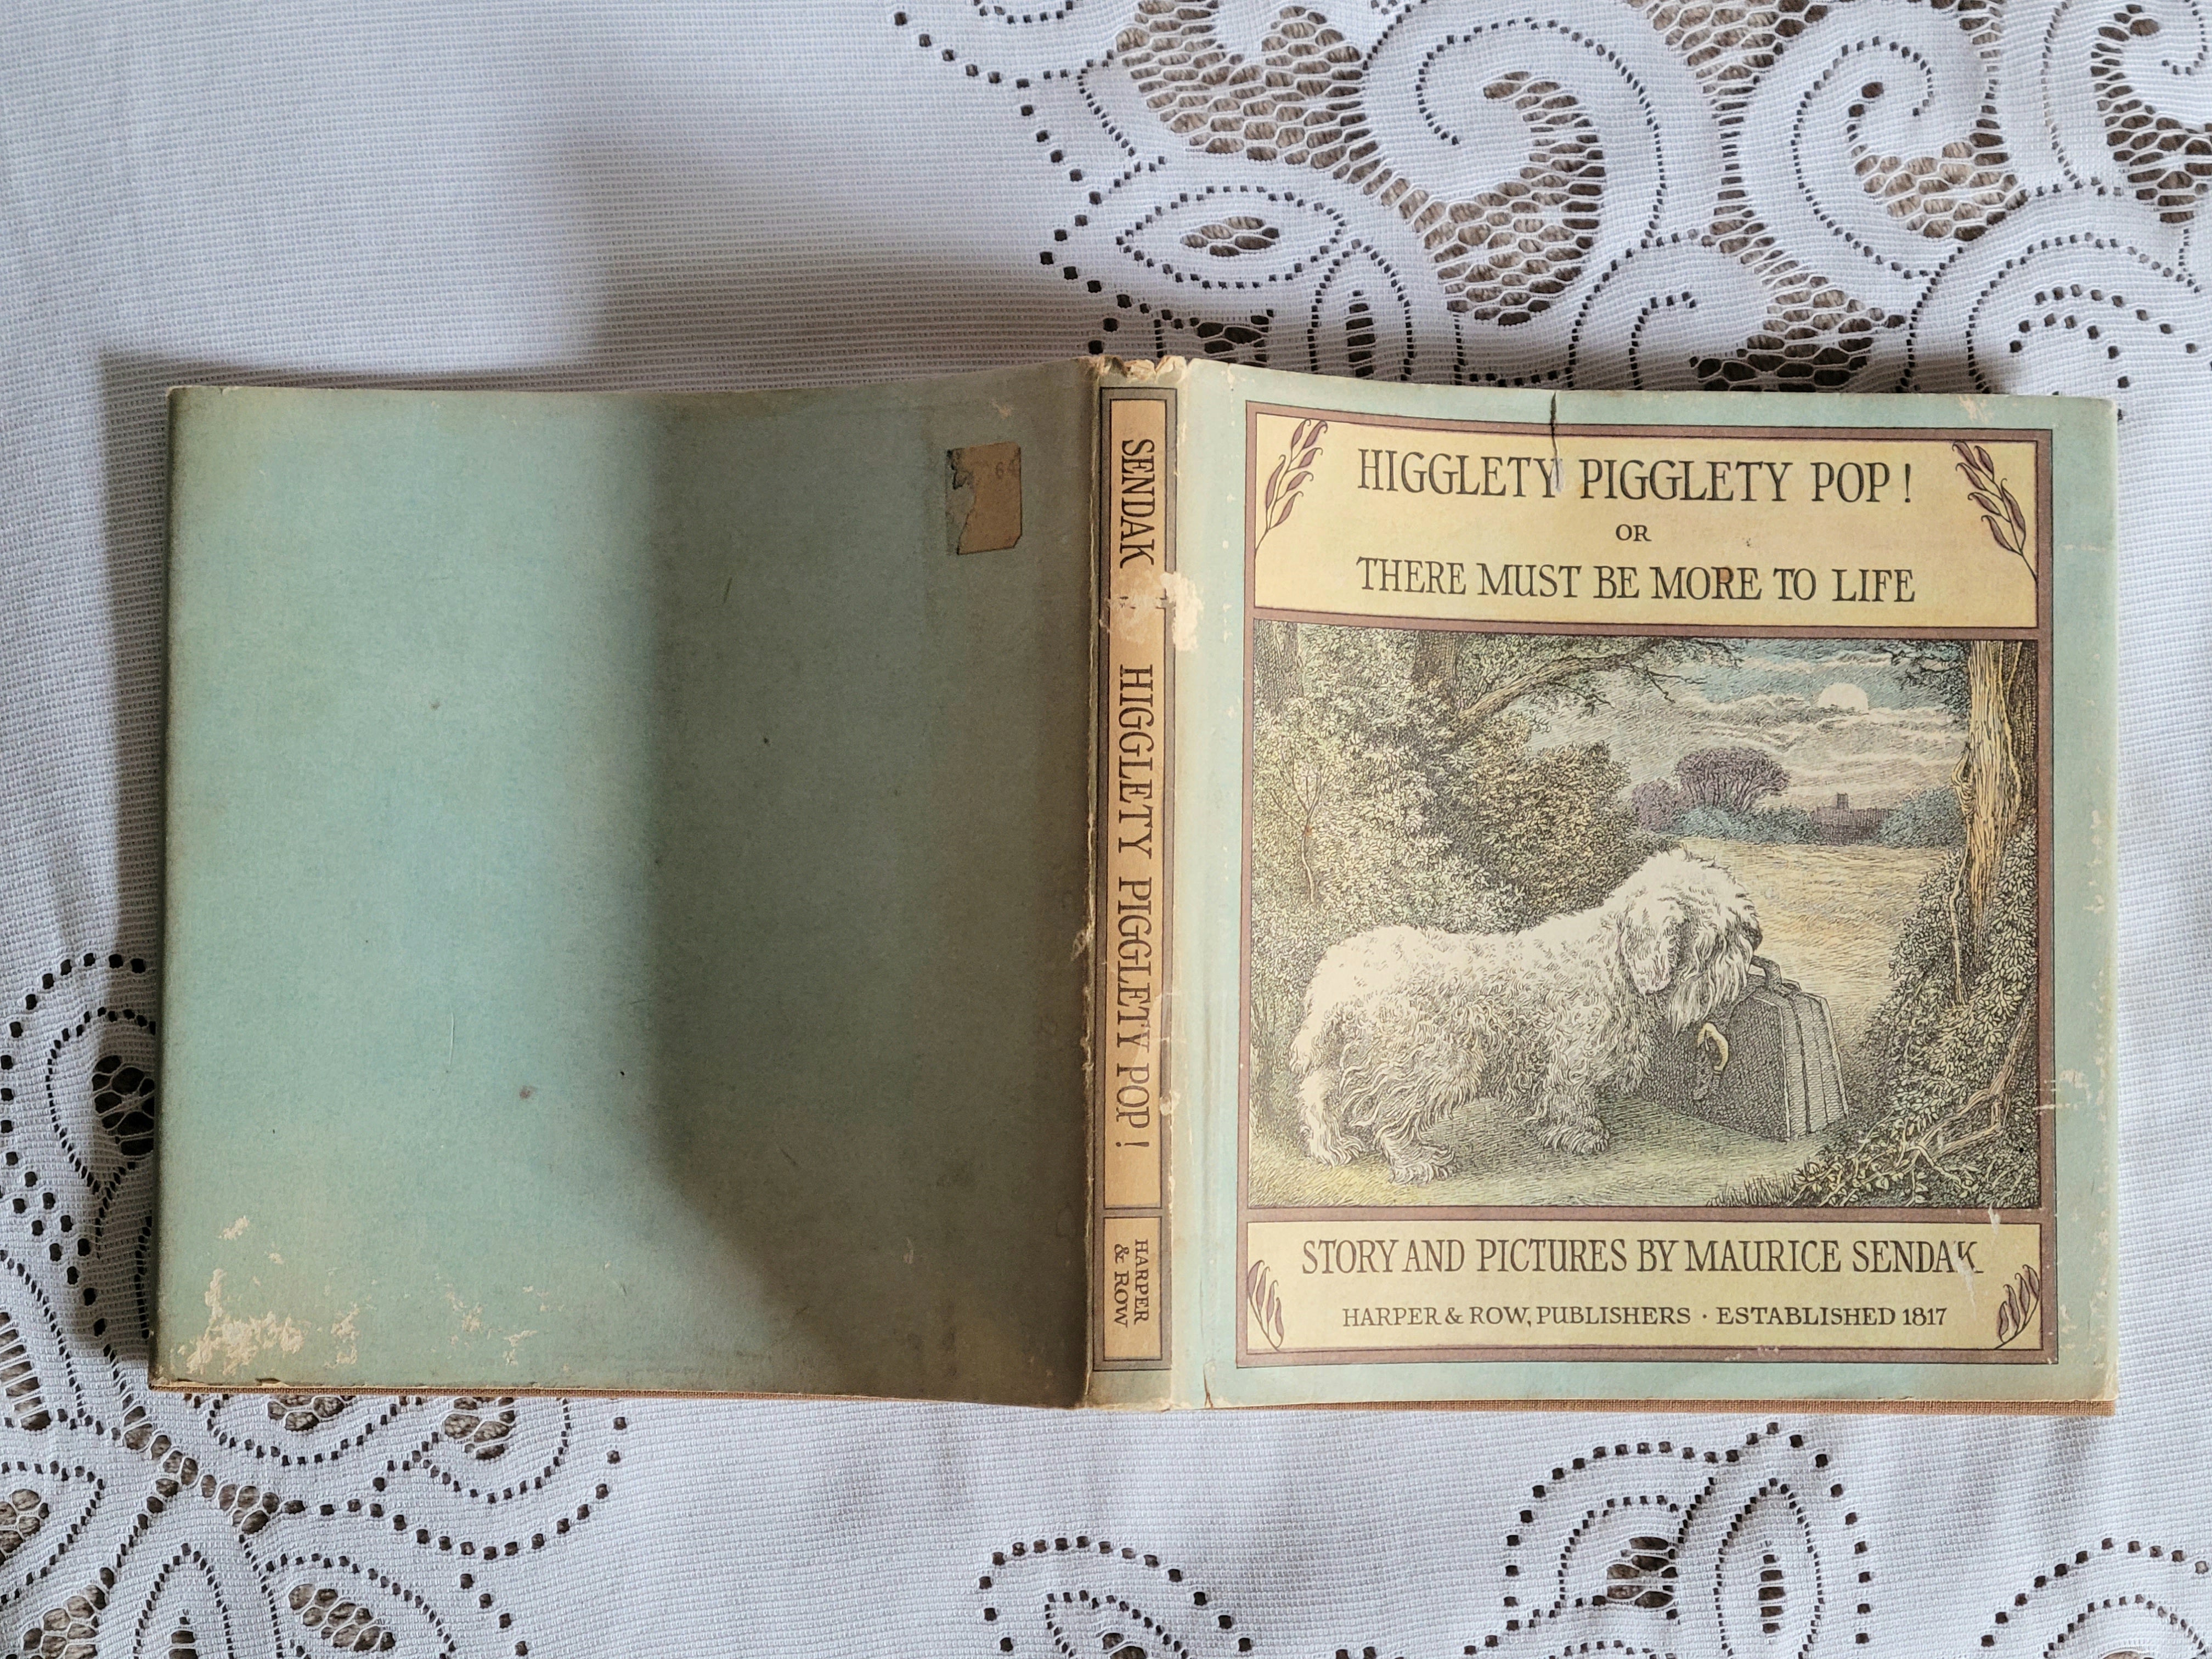 64
SENDAK
HIGGLETY PIGGLETY POP!
HARPER
& ROW
HIGGLETY PIGGLETY POP!
OR
THERE MUST BE MORE TO LIFE
STORY AND PICTURES BY MAURICE SENDAK
HARPER & ROW, PUBLISHERS · ESTABLISHED 1817